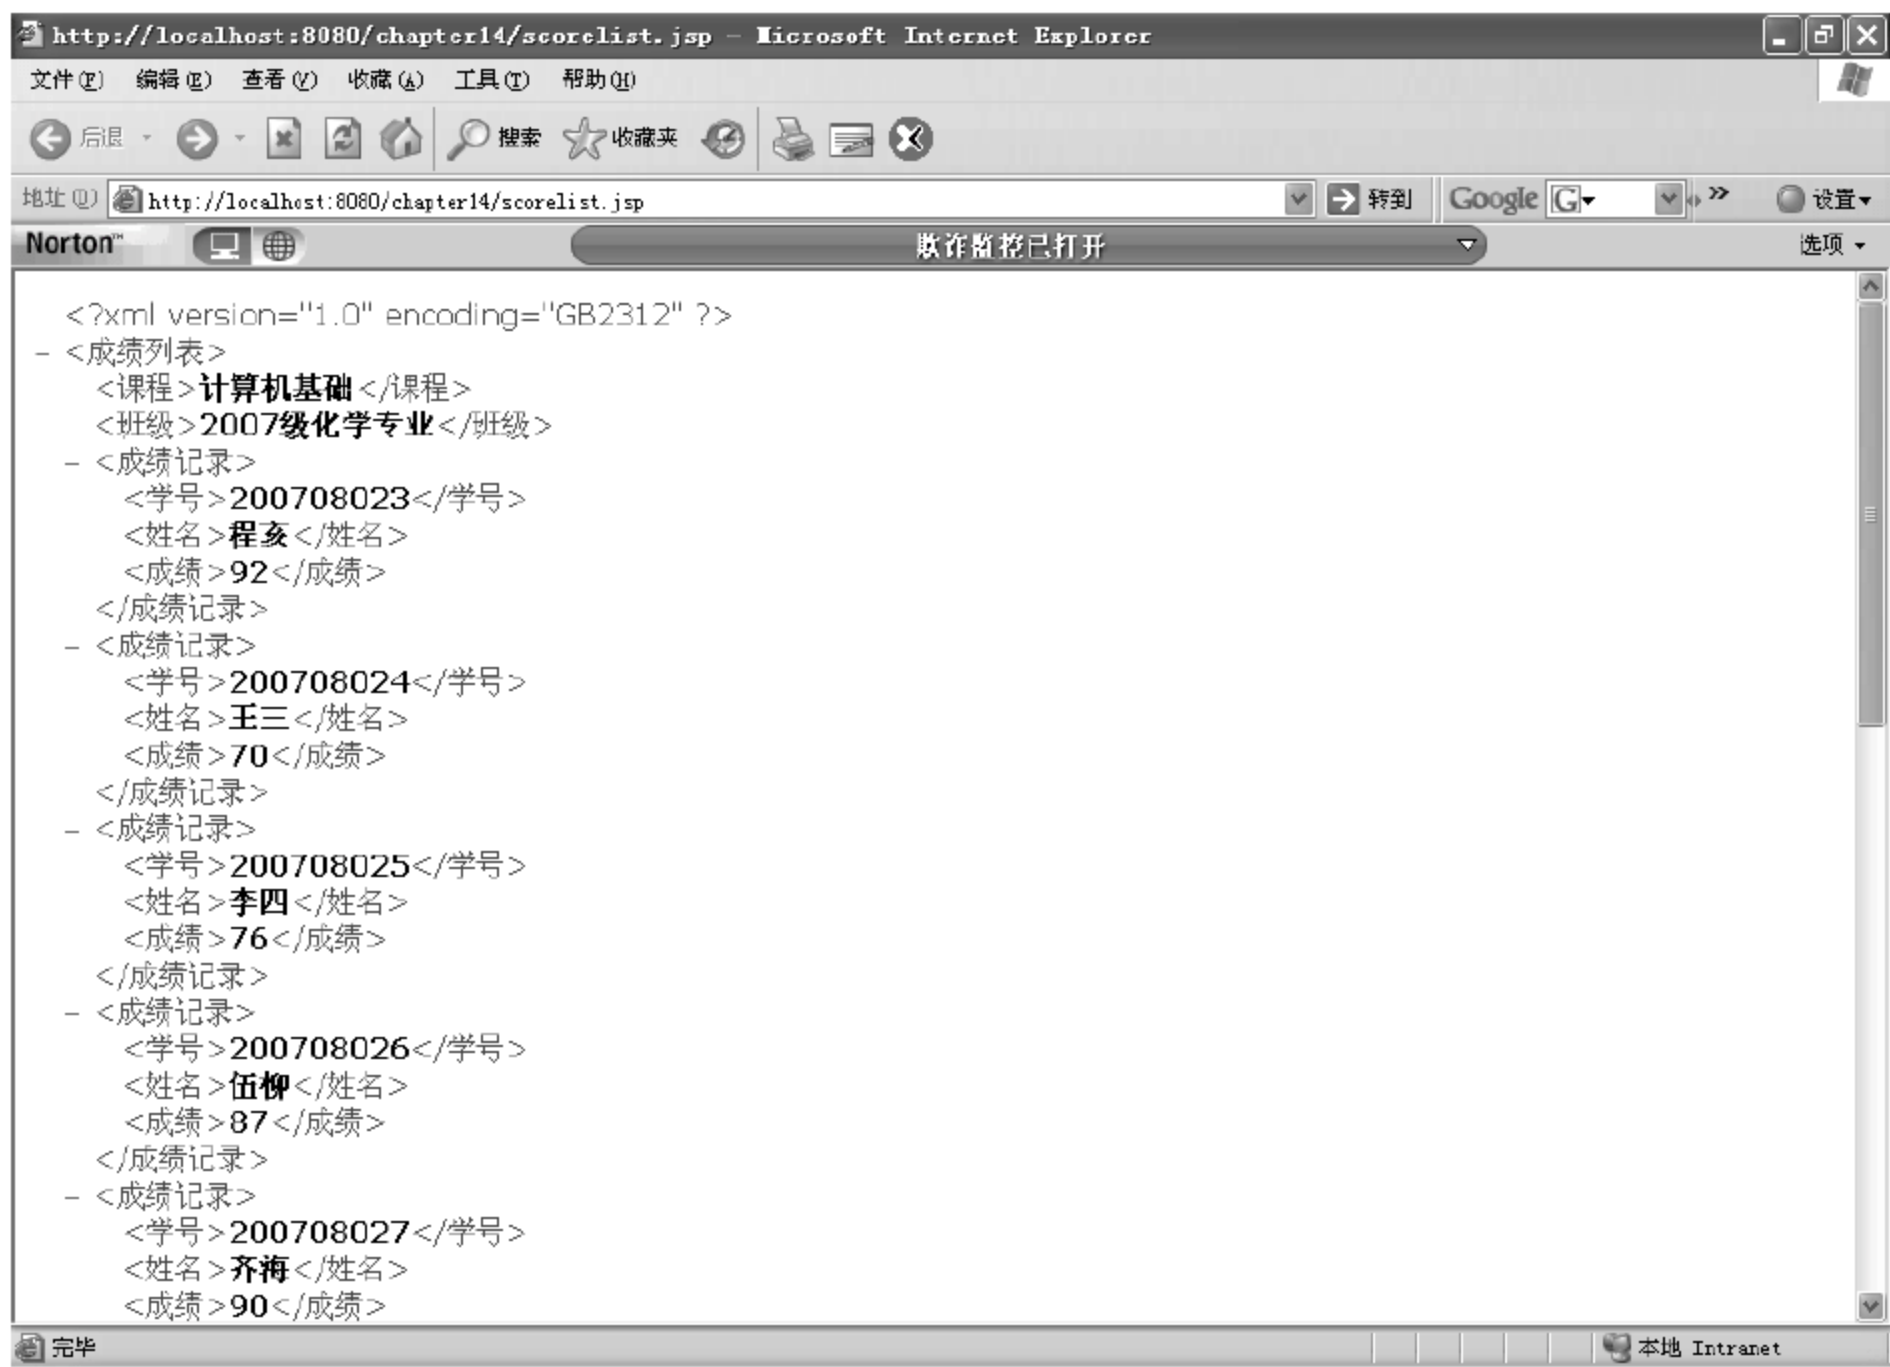 http://localhost:8080/chapter14/scorelist.jsp - Microsoft Internet Explorer
文件(F) 编辑(E) 查看(V) 收藏(A) 工具(T) 帮助(H)
后退 搜索 收藏夹
地址(D) http://localhost:8080/chapter14/scorelist.jsp 转到 Google G 设置
Norton™ 欺诈监控已打开 选项
<?xml version="1.0" encoding="GB2312" ?>
- <成绩列表>
<课程>计算机基础</课程>
<班级>2007级化学专业</班级>
- <成绩记录>
<学号>200708023</学号>
<姓名>程亥</姓名>
<成绩>92</成绩>
</成绩记录>
- <成绩记录>
<学号>200708024</学号>
<姓名>王三</姓名>
<成绩>70</成绩>
</成绩记录>
- <成绩记录>
<学号>200708025</学号>
<姓名>李四</姓名>
<成绩>76</成绩>
</成绩记录>
- <成绩记录>
<学号>200708026</学号>
<姓名>伍柳</姓名>
<成绩>87</成绩>
</成绩记录>
- <成绩记录>
<学号>200708027</学号>
<姓名>齐海</姓名>
<成绩>90</成绩>
完毕 本地 Intranet